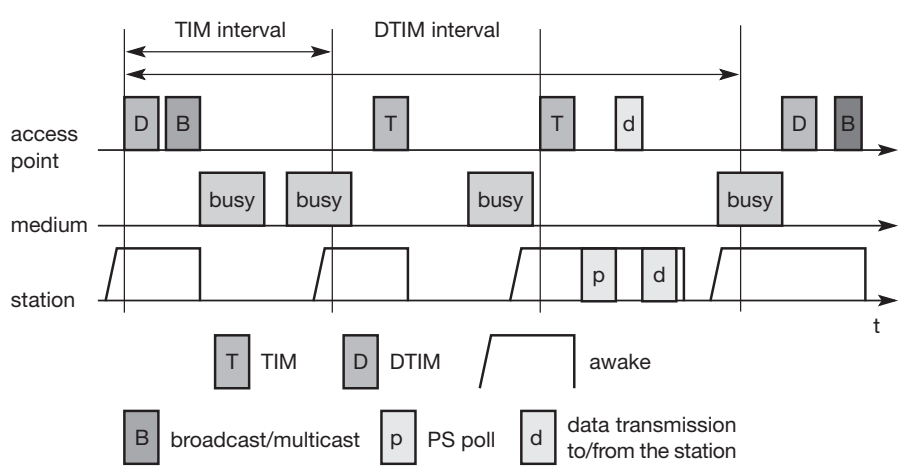 TIM interval DTIM interval
D B T T d D B
access
point
busy busy busy busy
medium
p d
station
t
T TIM D DTIM awake
B broadcast/multicast p PS poll d data transmission
to/from the station